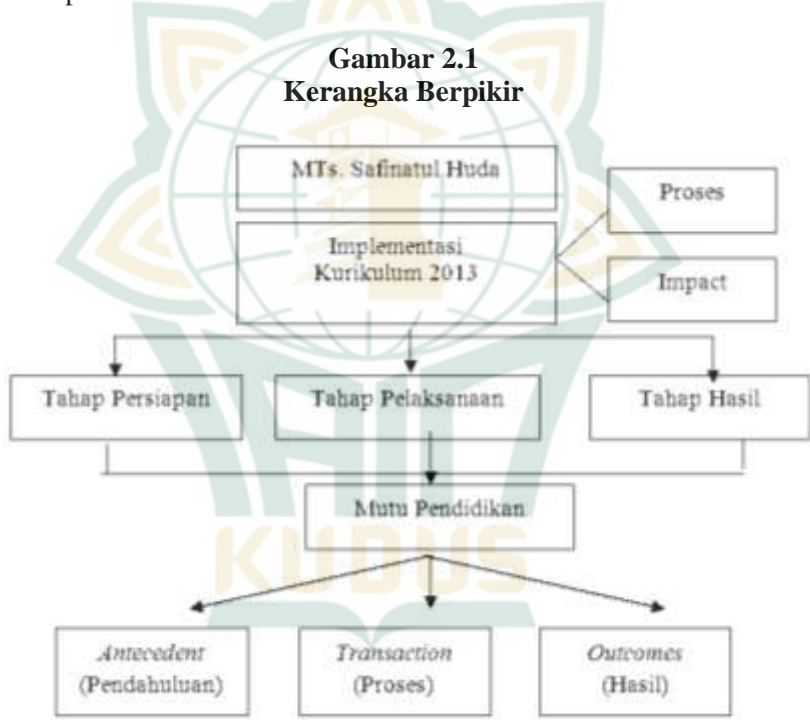 Gambar 2.1
Kerangka Berpikir
MTs. Safinatul Huda
Proses
Implementasi
Kurikulum 2013
Impact
Tahap Persiapan
Tahap Pelaksanaan
Tahap Hasil
Mutu Pendidikan
KUDUS
Antecedent
(Pendahuluan)
Transaction
(Proses)
Outcomes
(Hasil)